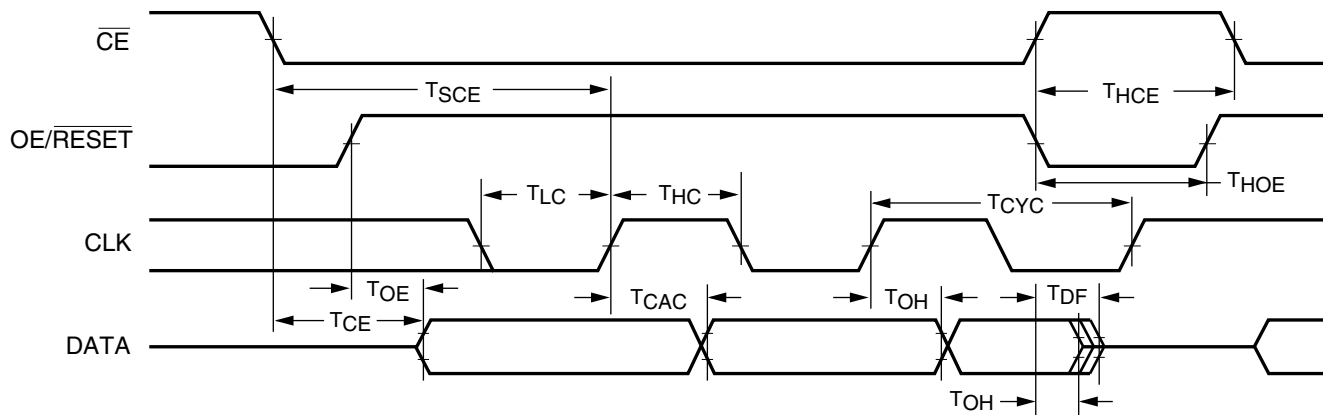 CE
TSCE
THCE
OE/RESET
TLC
THC
TCYC
THOE
CLK
TOE
TCAC
TOH
TDF
TCE
DATA
TOH